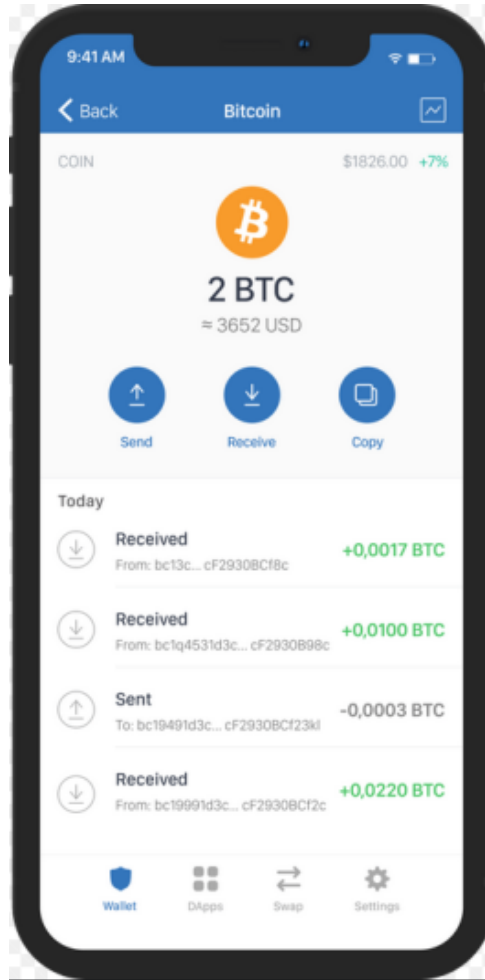 9:41 AM
Back
Bitcoin
COIN
$1826.00 +7%
2 BTC
≈ 3652 USD
Send
Receive
Copy
Today
Received
+0,0017 BTC
From: bc13c... cF2930BCf8c
Received
+0,0100 BTC
From: bc1q4531d3c... cF2930B98c
Sent
-0,0003 BTC
To: bc19491d3c... cF2930BCf23kl
Received
+0,0220 BTC
From: bc19991d3c... cF2930BCf2c
Wallet
DApps
Swap
Settings